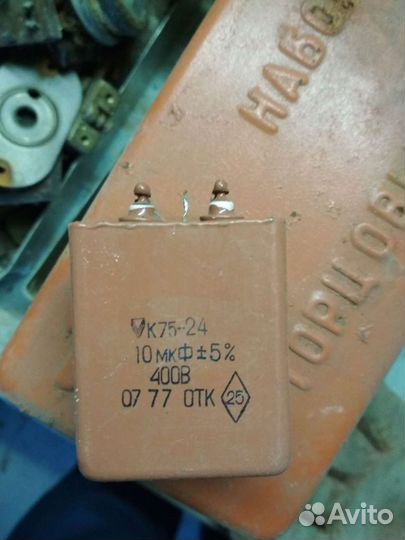 К75-24
10 мкФ ± 5%
400В
07 77 ОТК 25
НАБО
ТОРЦОВ
Avito